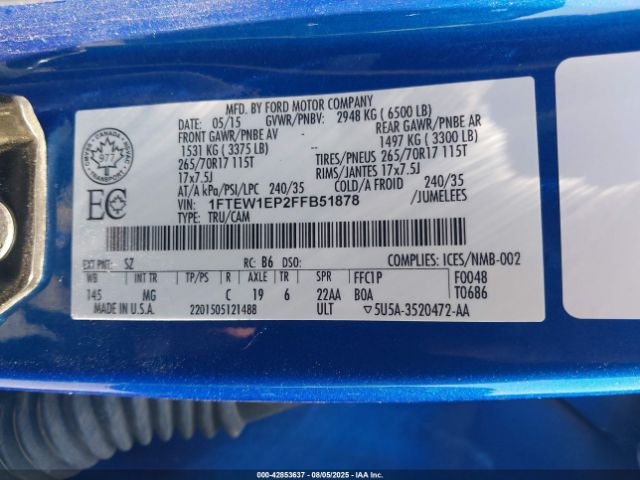 MFD. BY FORD MOTOR COMPANY
DATE: 05/15 GVWR/PNBV: 2948 KG ( 6500 LB)
FRONT GAWR/PNBE AV REAR GAWR/PNBE AR
1531 KG ( 3375 LB) 1497 KG ( 3300 LB)
265/70R17 115T TIRES/PNEUS 265/70R17 115T
17x7.5J RIMS/JANTES 17x7.5J
AT/A kPa/PSI/LPC 240/35 COLD/A FROID 240/35
VIN: 1FTEW1EP2FFB51878 /JUMELEES
TYPE: TRU/CAM
CANADA
977
EC
EXT PNT: SZ RC: B6 DSO: COMPLIES: ICES/NMB-002
WB INT TR TP/PS R AXLE TR SPR FFC1P F0048
145 MG C 19 6 22AA BOA T0686
MADE IN U.S.A. 2201505121488 ULT ▽5U5A-3520472-AA
000-42853637 - 08/05/2025 - IAAI.COM